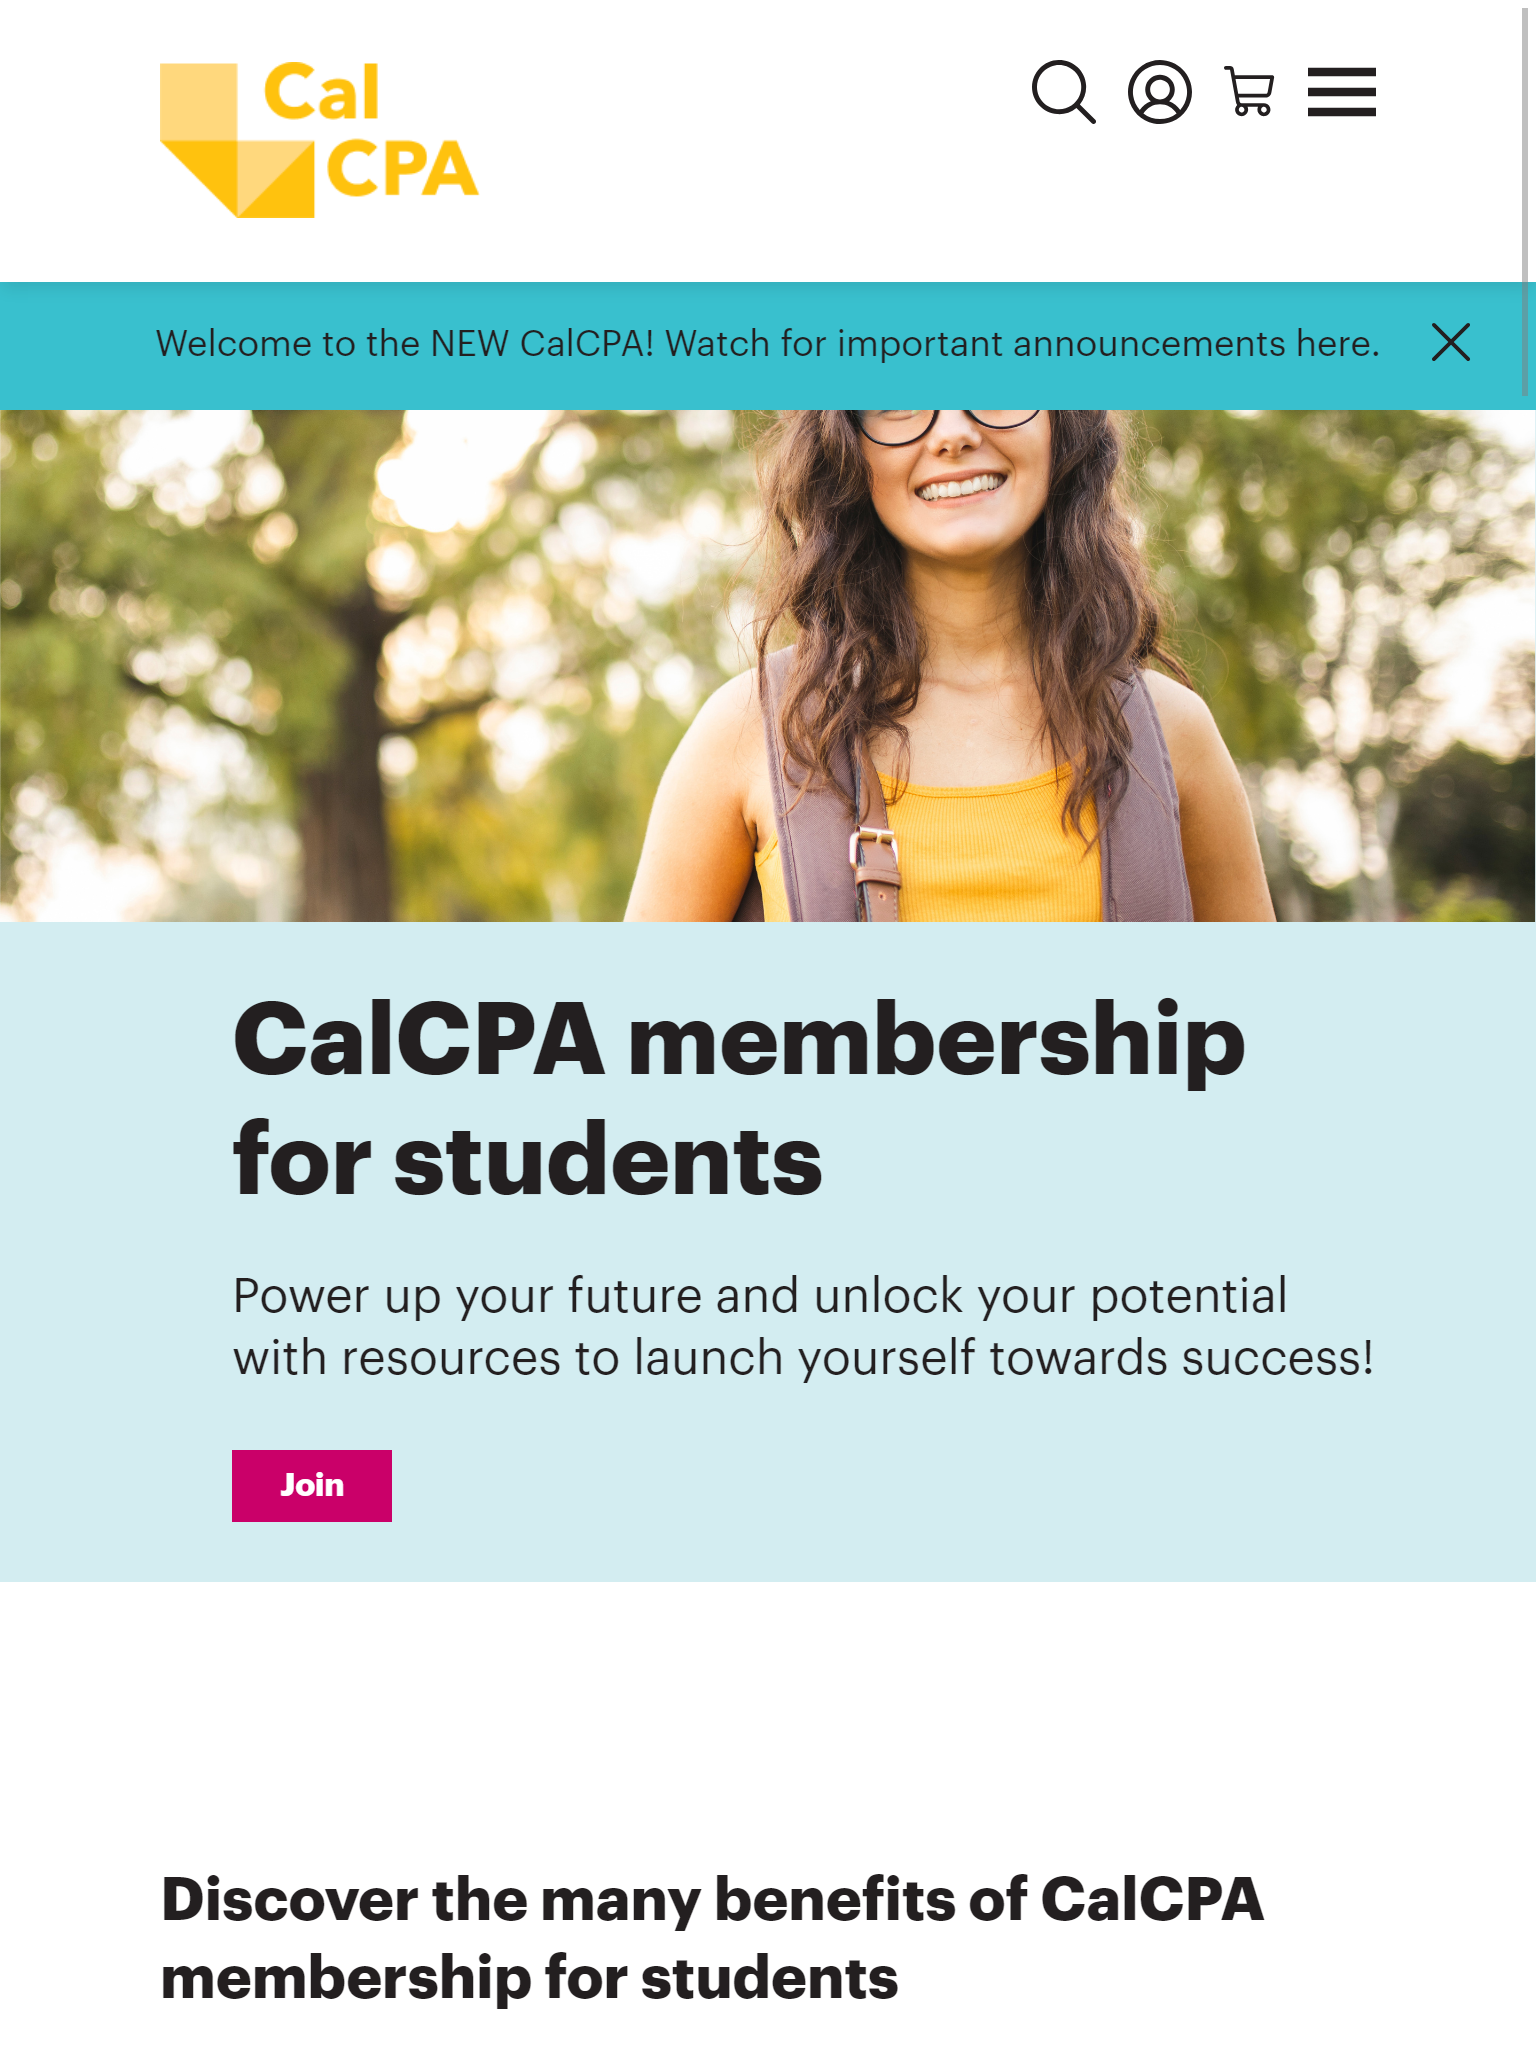 Cal
CPA
Welcome to the NEW CalCPA! Watch for important announcements here.
CalCPA membership
for students
Power up your future and unlock your potential
with resources to launch yourself towards success!
Join
Discover the many benefits of CalCPA
membership for students